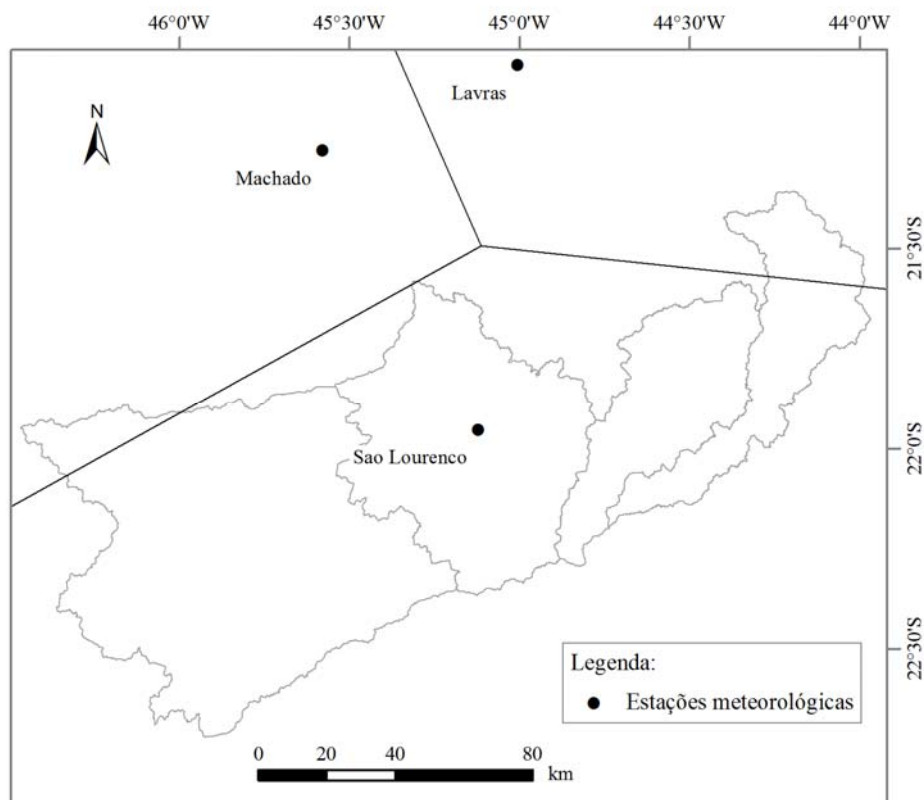 46°0'W 45°30'W 45°0'W 44°30'W 44°0'W
Lavras
N
Machado
21°30'S
Sao Lourenco
22°0'S
22°30'S
Legenda:
Estações meteorológicas
0 20 40 80
km